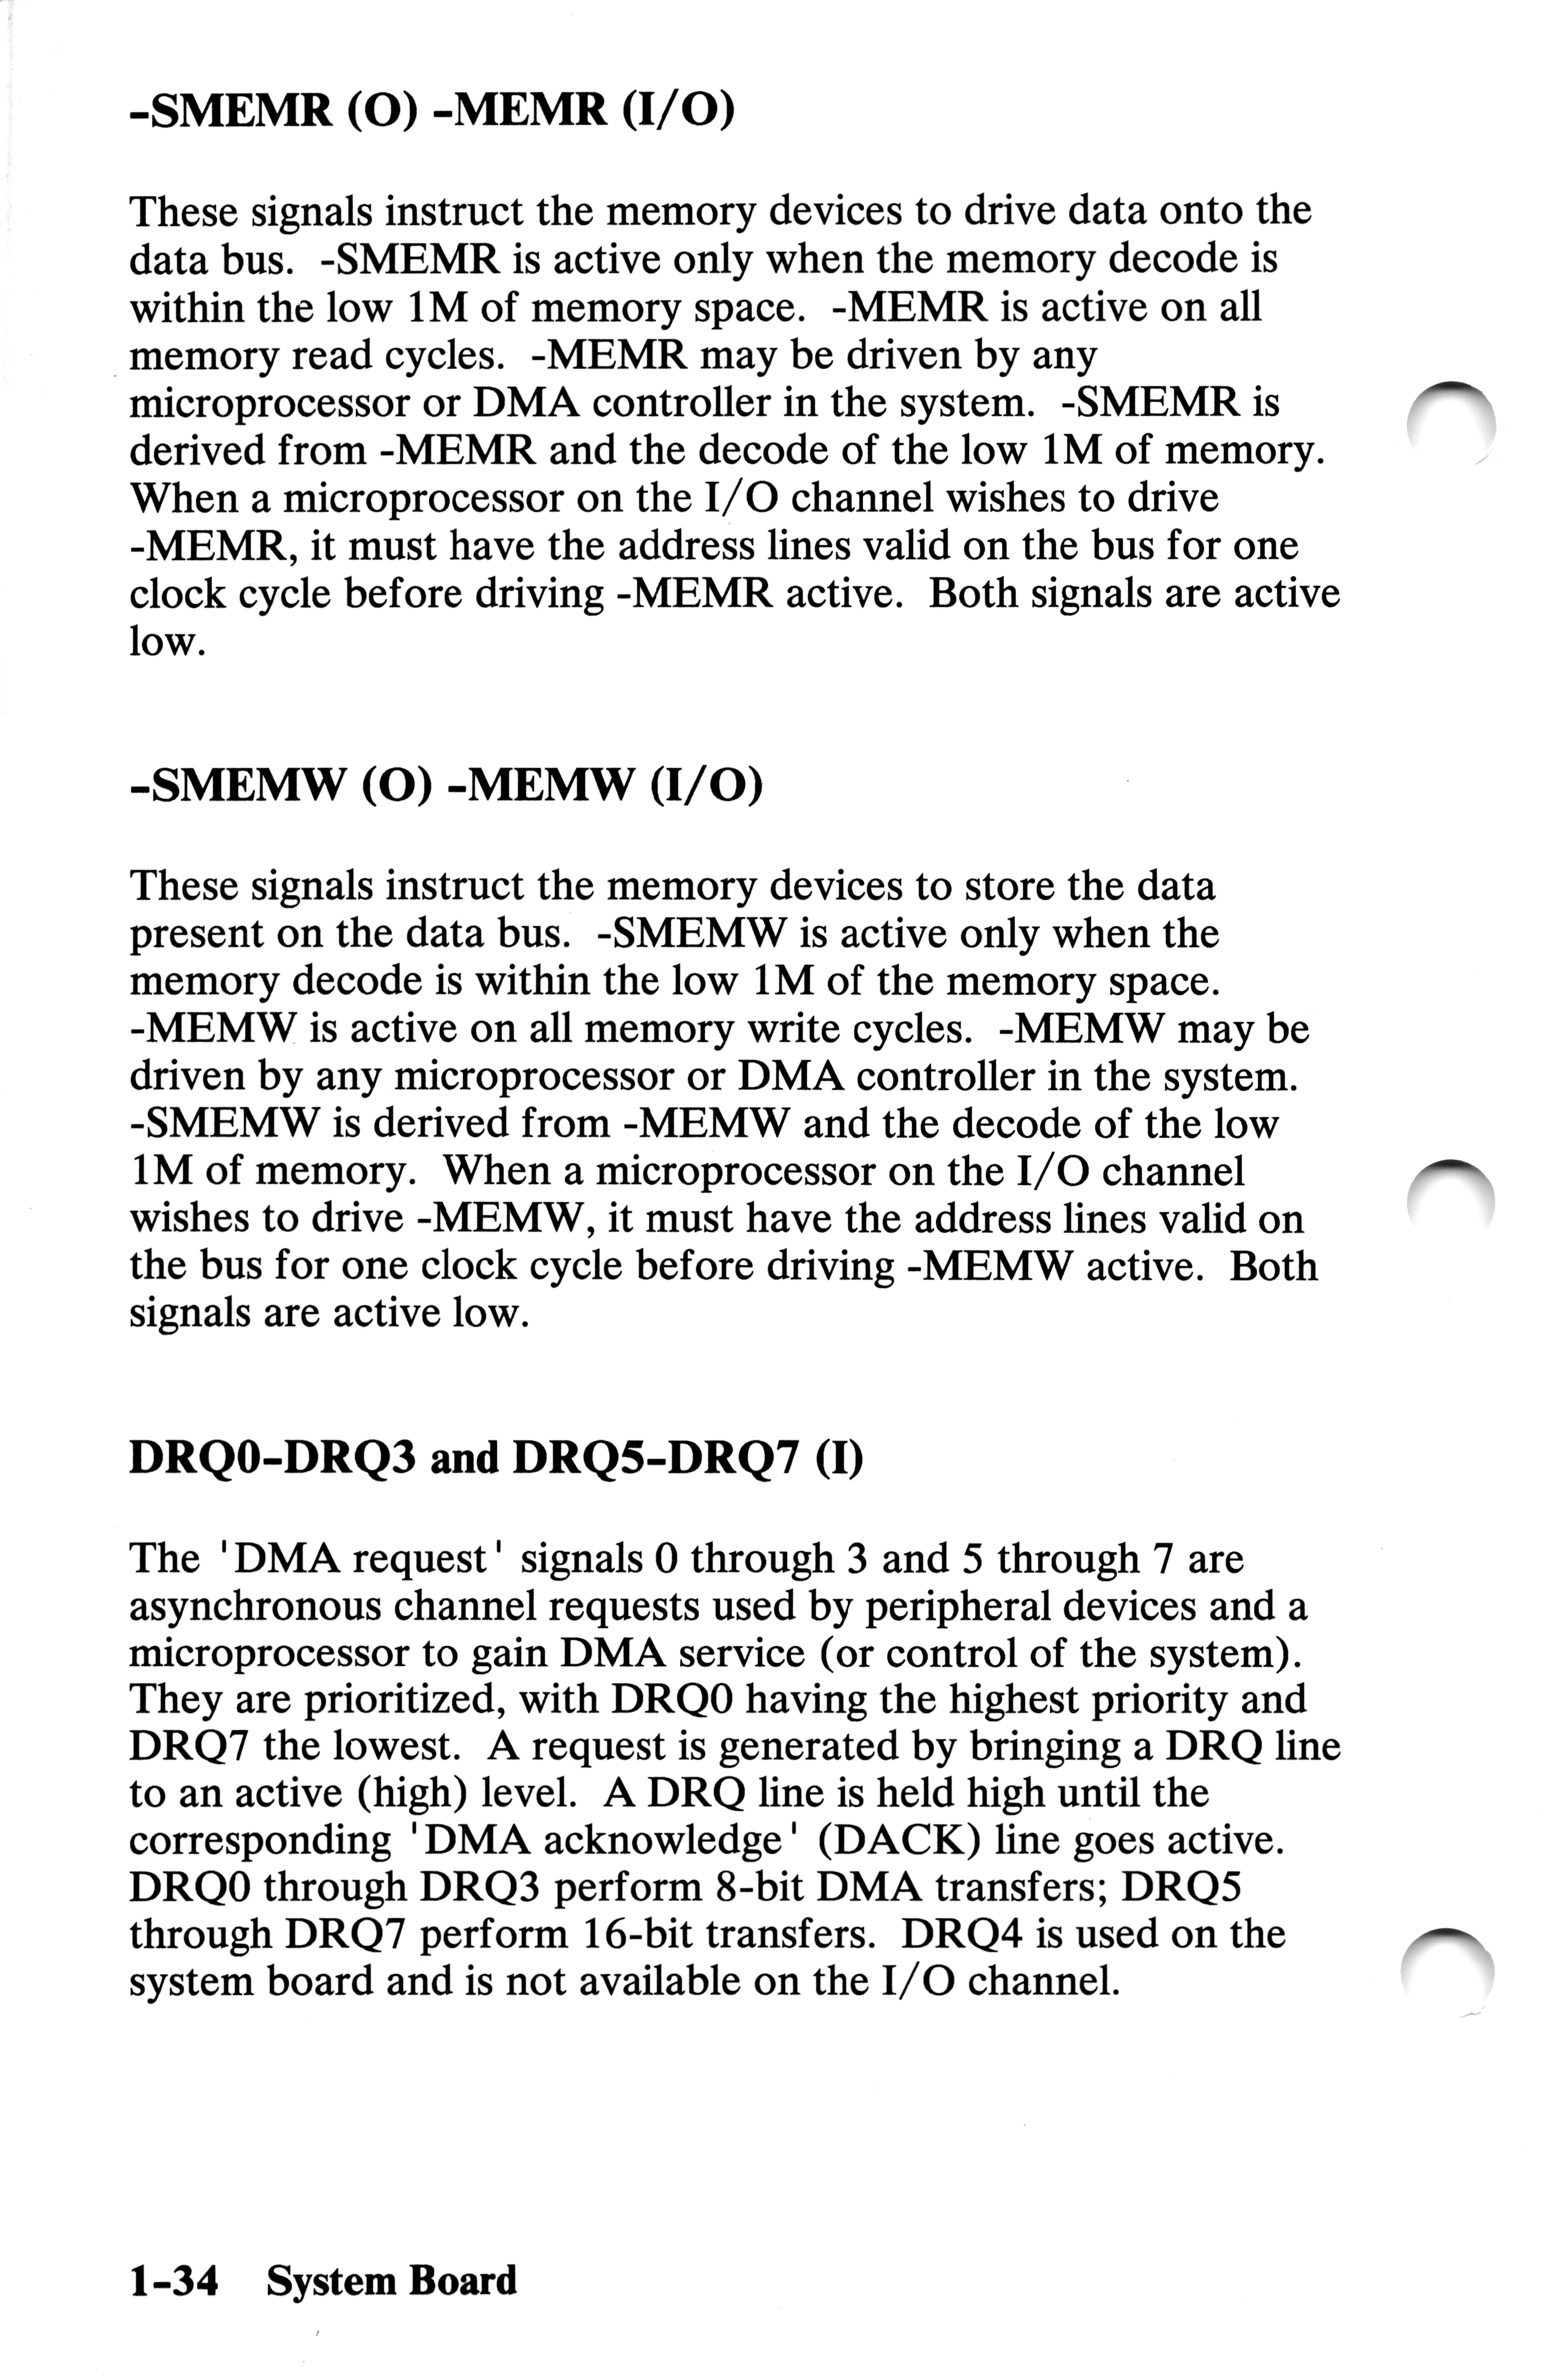 -SMEMR (O) -MEMR (I/O)
These signals instruct the memory devices to drive data onto the
data bus.  -SMEMR is active only when the memory decode is
within the low 1M of memory space.  -MEMR is active on all
memory read cycles.  -MEMR may be driven by any
microprocessor or DMA controller in the system.  -SMEMR is
derived from -MEMR and the decode of the low 1M of memory.
When a microprocessor on the I/O channel wishes to drive
-MEMR, it must have the address lines valid on the bus for one
clock cycle before driving -MEMR active.  Both signals are active
low.
-SMEMW (O) -MEMW (I/O)
These signals instruct the memory devices to store the data
present on the data bus.  -SMEMW is active only when the
memory decode is within the low 1M of the memory space.
-MEMW is active on all memory write cycles.  -MEMW may be
driven by any microprocessor or DMA controller in the system.
-SMEMW is derived from -MEMW and the decode of the low
1M of memory.  When a microprocessor on the I/O channel
wishes to drive -MEMW, it must have the address lines valid on
the bus for one clock cycle before driving -MEMW active.  Both
signals are active low.
DRQ0-DRQ3 and DRQ5-DRQ7 (I)
The 'DMA request' signals 0 through 3 and 5 through 7 are
asynchronous channel requests used by peripheral devices and a
microprocessor to gain DMA service (or control of the system).
They are prioritized, with DRQ0 having the highest priority and
DRQ7 the lowest.  A request is generated by bringing a DRQ line
to an active (high) level.  A DRQ line is held high until the
corresponding 'DMA acknowledge' (DACK) line goes active.
DRQ0 through DRQ3 perform 8-bit DMA transfers; DRQ5
through DRQ7 perform 16-bit transfers.  DRQ4 is used on the
system board and is not available on the I/O channel.
1-34 System Board